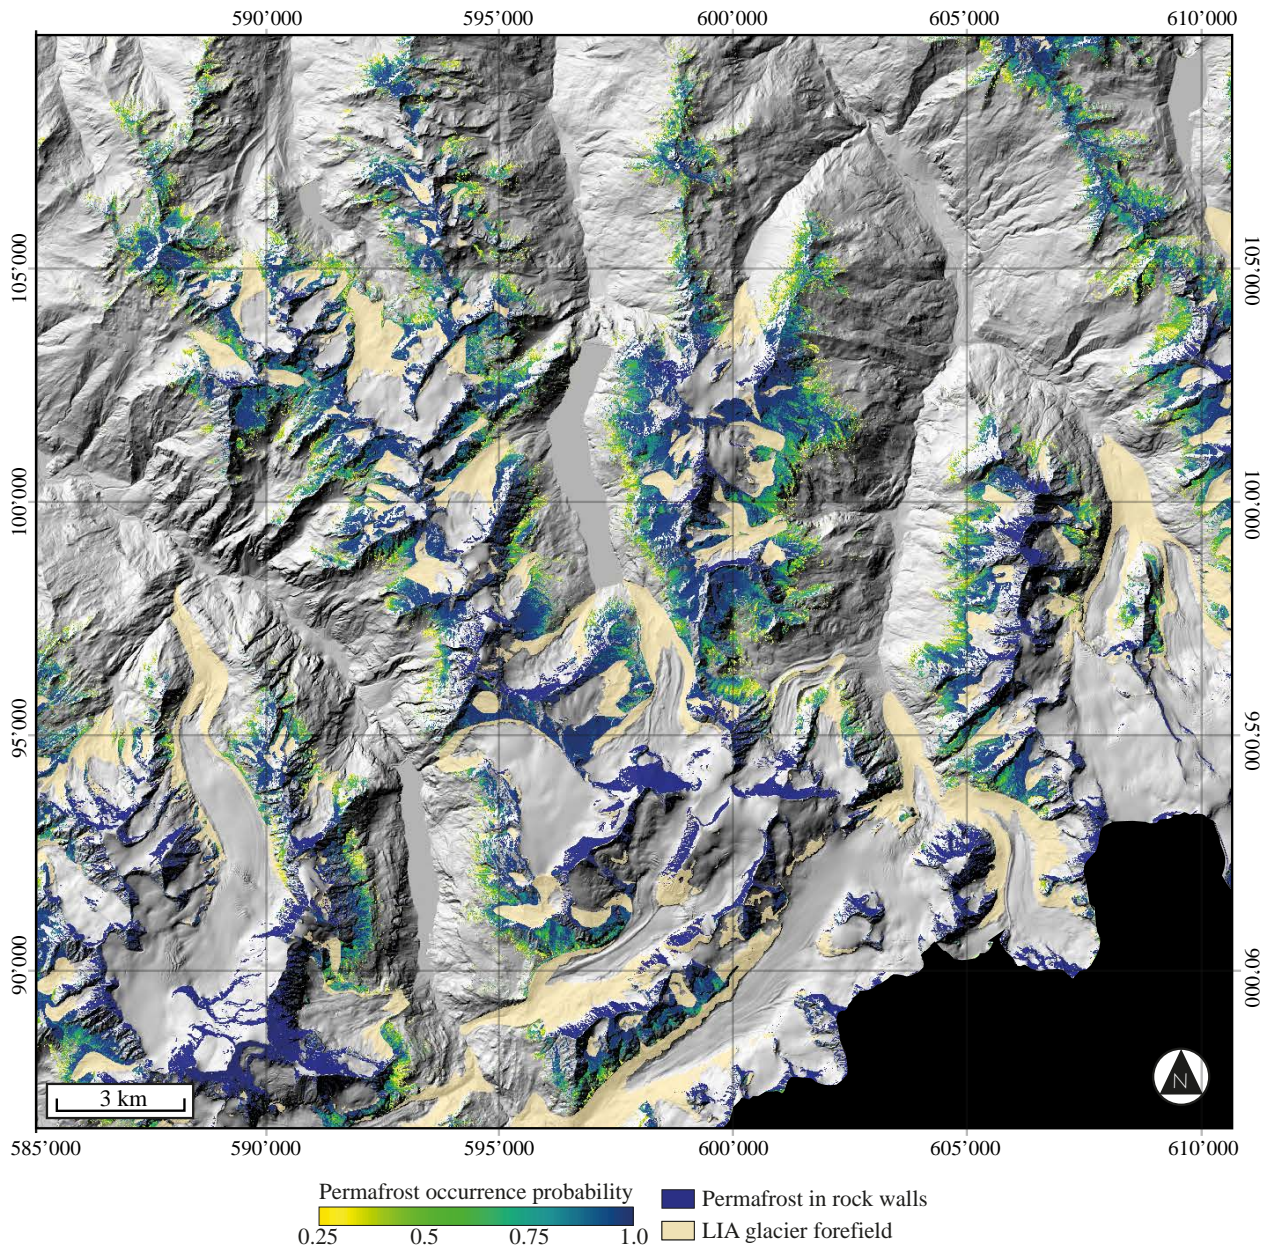 590’000 595’000 600’000 605’000 610’000
105’000 105’000
100’000 100’000
95’000 95’000
90’000 90’000
N
3 km
585’000 590’000 595’000 600’000 605’000 610’000
Permafrost occurrence probability
0.25 0.5 0.75 1.0
Permafrost in rock walls
LIA glacier forefield